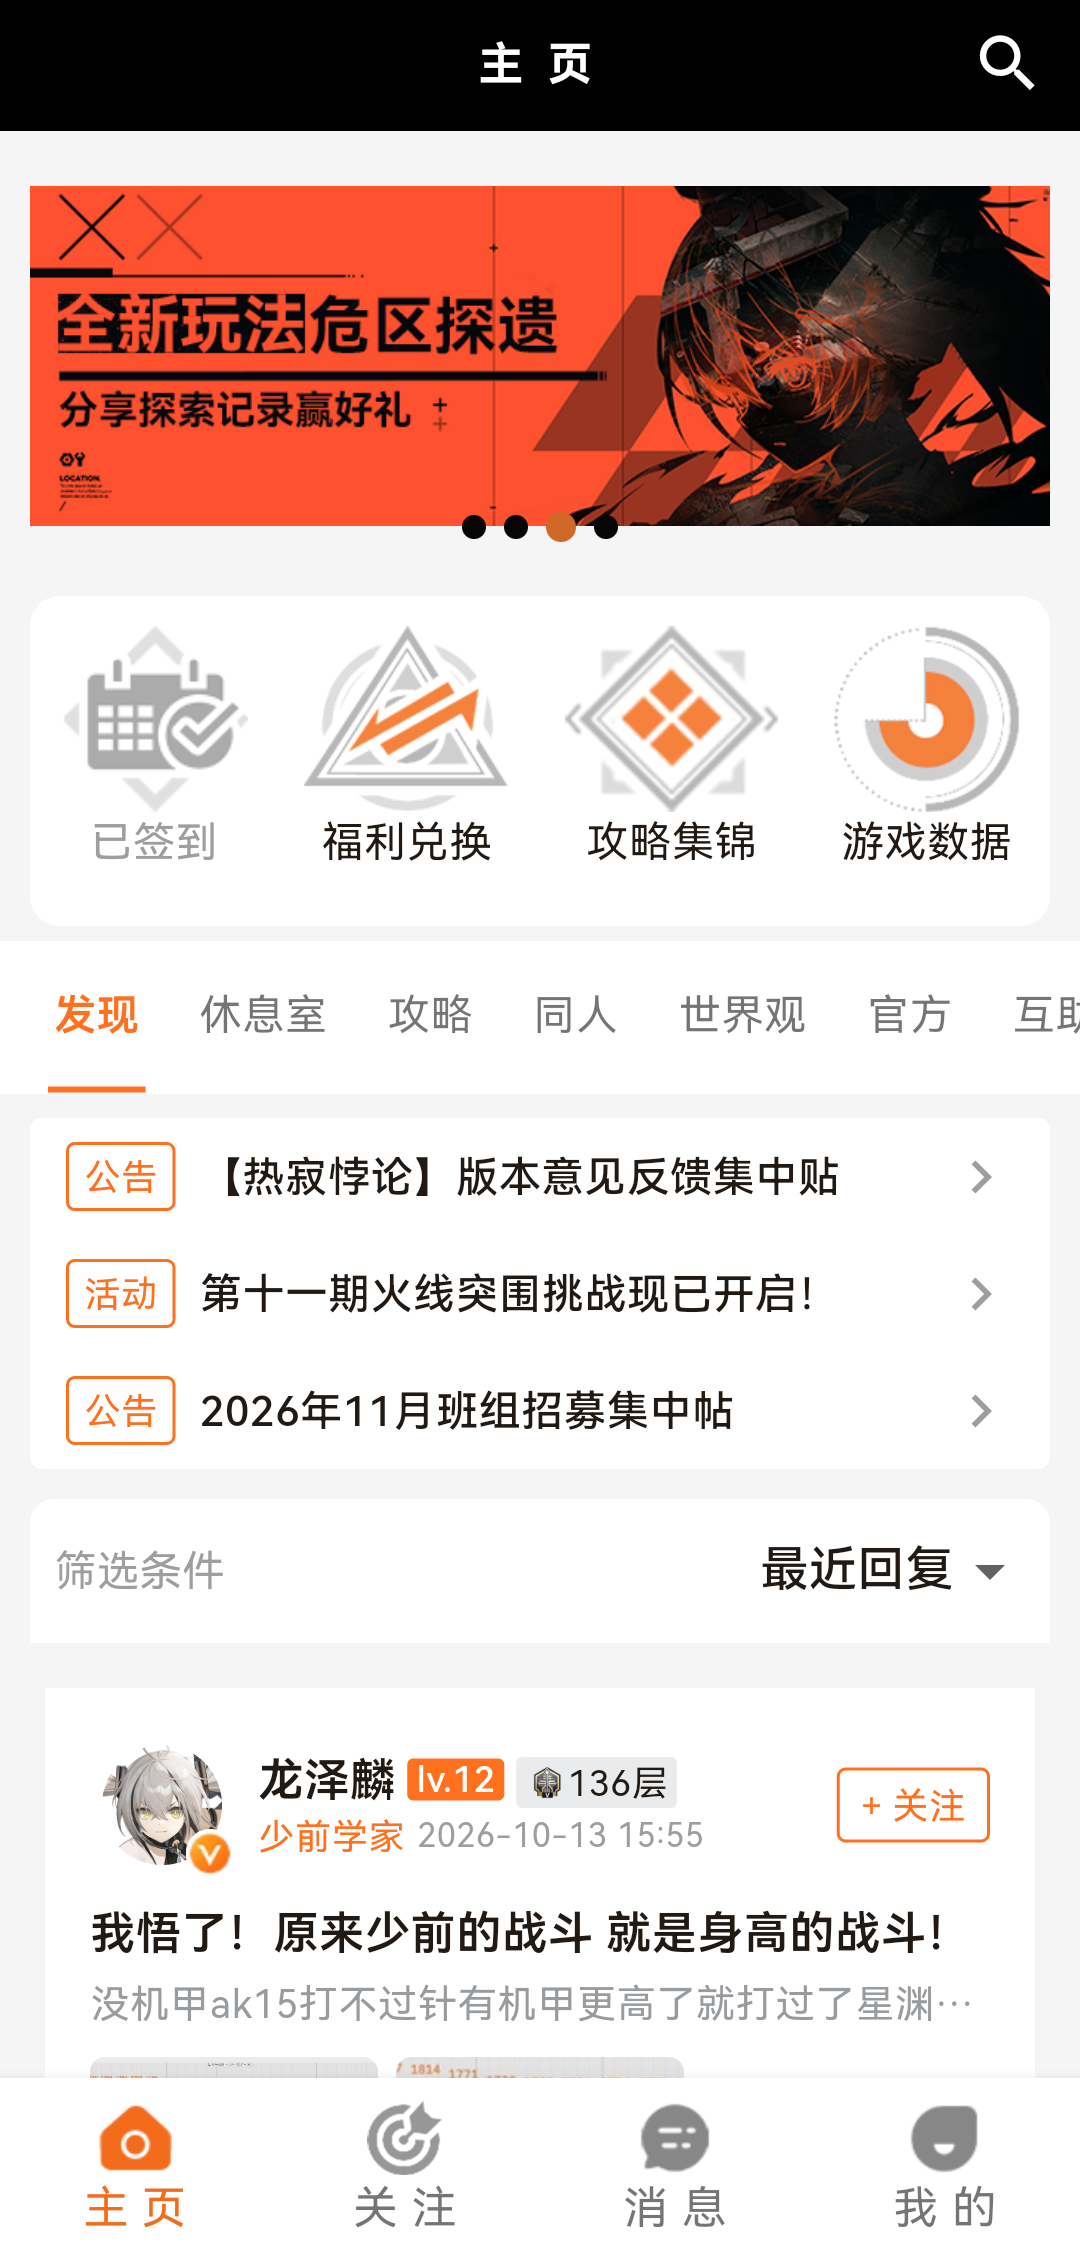 主 页
全新玩法危区探遗
分享探索记录赢好礼
LOCATION.
已签到
福利兑换
攻略集锦
游戏数据
发现 休息室 攻略 同人 世界观 官方 互助
公告 【热寂悖论】版本意见反馈集中贴
活动 第十一期火线突围挑战现已开启！
公告 2026年11月班组招募集中帖
筛选条件 最近回复
龙泽麟 lv.12 136层
+ 关注
少前学家 2026-10-13 15:55
我悟了！原来少前的战斗 就是身高的战斗！
没机甲ak15打不过针有机甲更高了就打过了星渊…
1814 1771
主 页
关 注
消 息
我 的